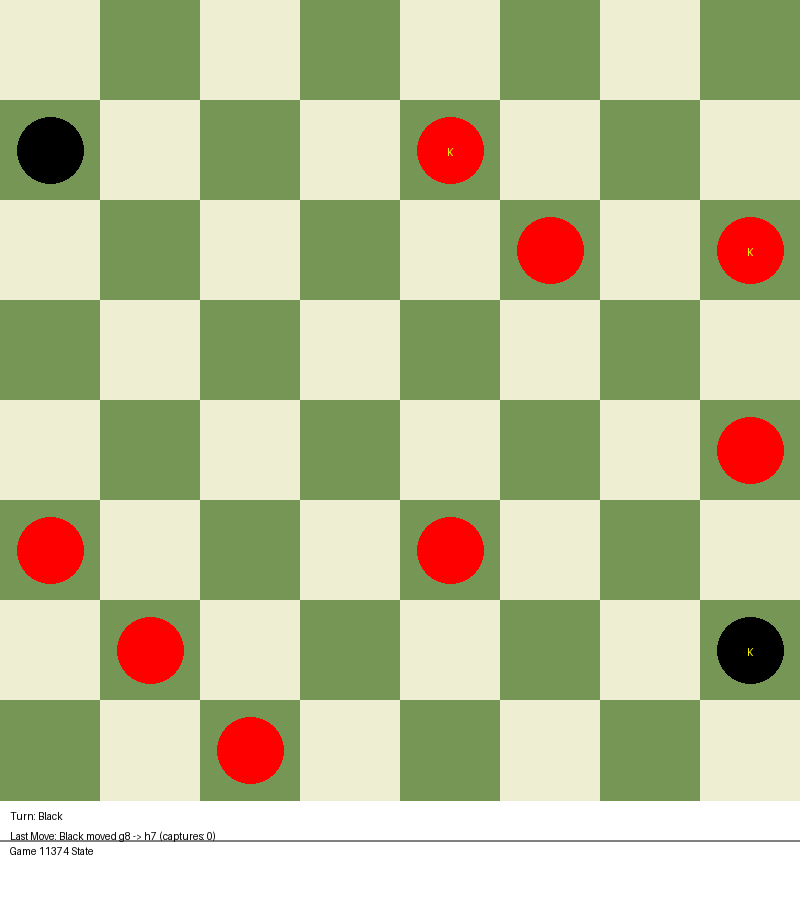 K
K
K
Turn: Black
Last Move: Black moved g8 -> h7 (captures: 0)
Game 11374 State